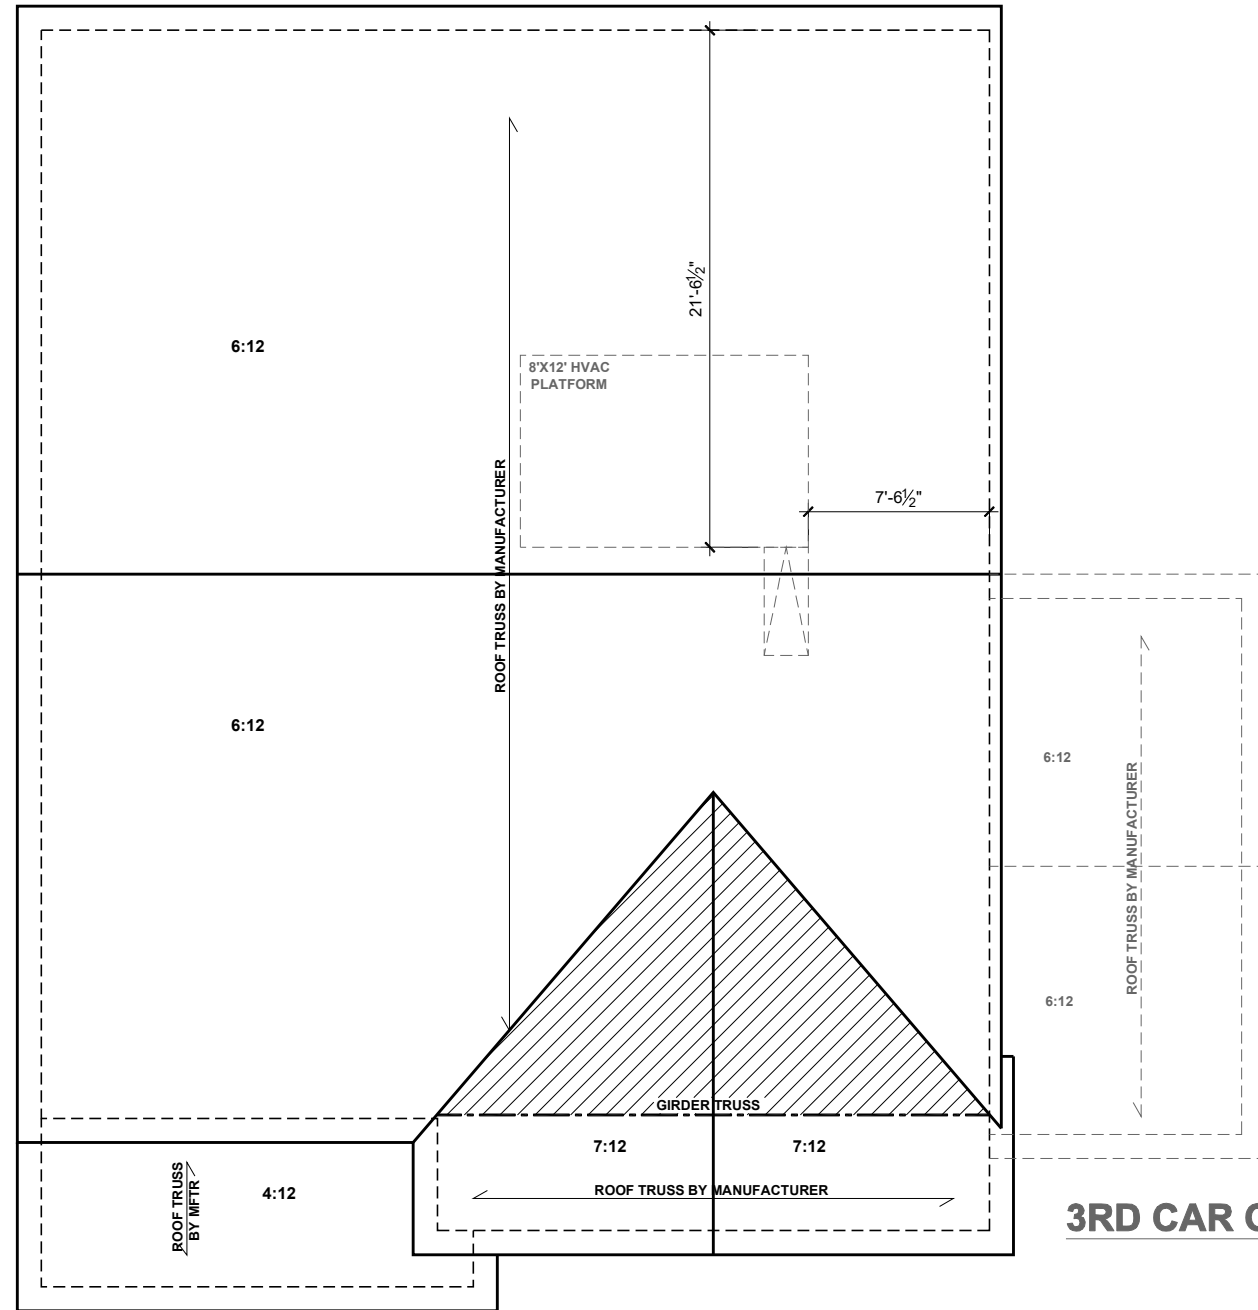 21'-6½"
6:12
8'X12' HVAC
PLATFORM
7'-6½"
ROOF TRUSS BY MANUFACTURER
6:12
6:12
ROOF TRUSS BY MANUFACTURER
6:12
GIRDER TRUSS
7:12
7:12
ROOF TRUSS
BY MFTR
4:12
ROOF TRUSS BY MANUFACTURER
3RD CAR